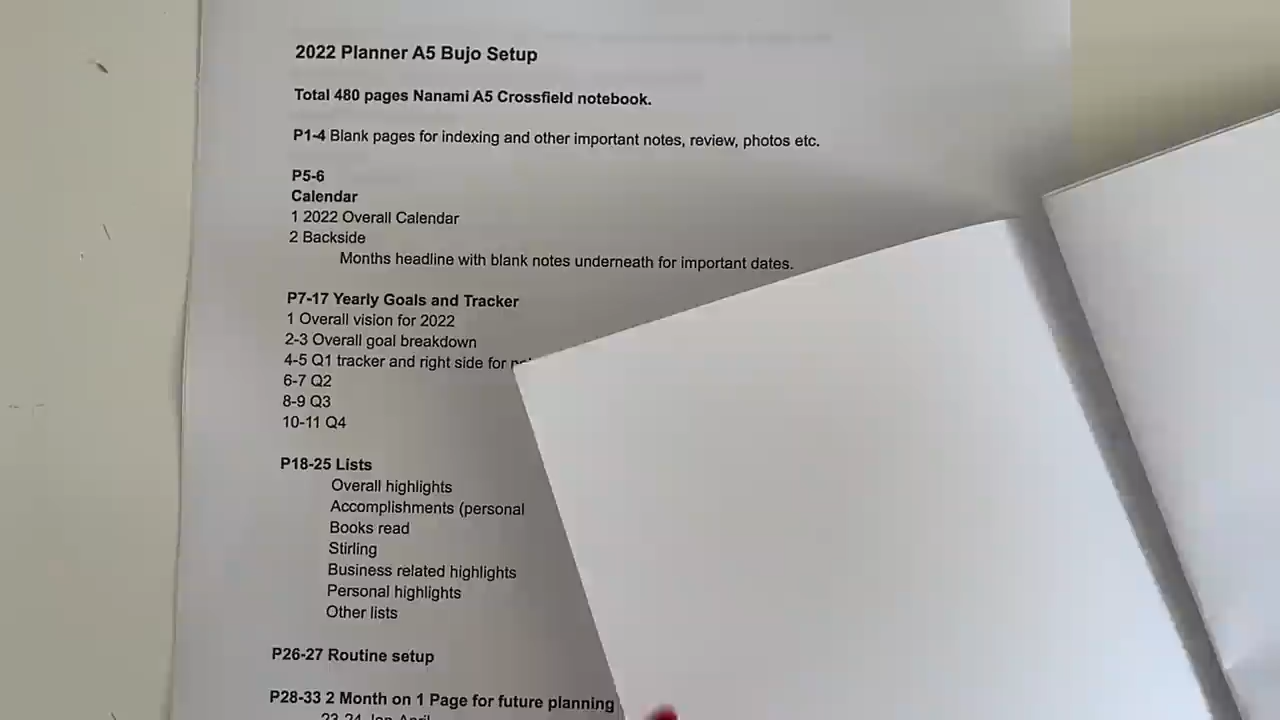 2022 Planner A5 Bujo Setup
Total 480 pages Nanami A5 Crossfield notebook.
P1-4 Blank pages for indexing and other important notes, review, photos etc.
P5-6
Calendar
1 2022 Overall Calendar
2 Backside
Months headline with blank notes underneath for important dates.
P7-17 Yearly Goals and Tracker
1 Overall vision for 2022
2-3 Overall goal breakdown
4-5 Q1 tracker and right side for
6-7 Q2
8-9 Q3
10-11 Q4
P18-25 Lists
Overall highlights
Accomplishments (personal
Books read
Stirling
Business related highlights
Personal highlights
Other lists
P26-27 Routine setup
P28-33 2 Month on 1 Page for future planning
23-24 Jan-April